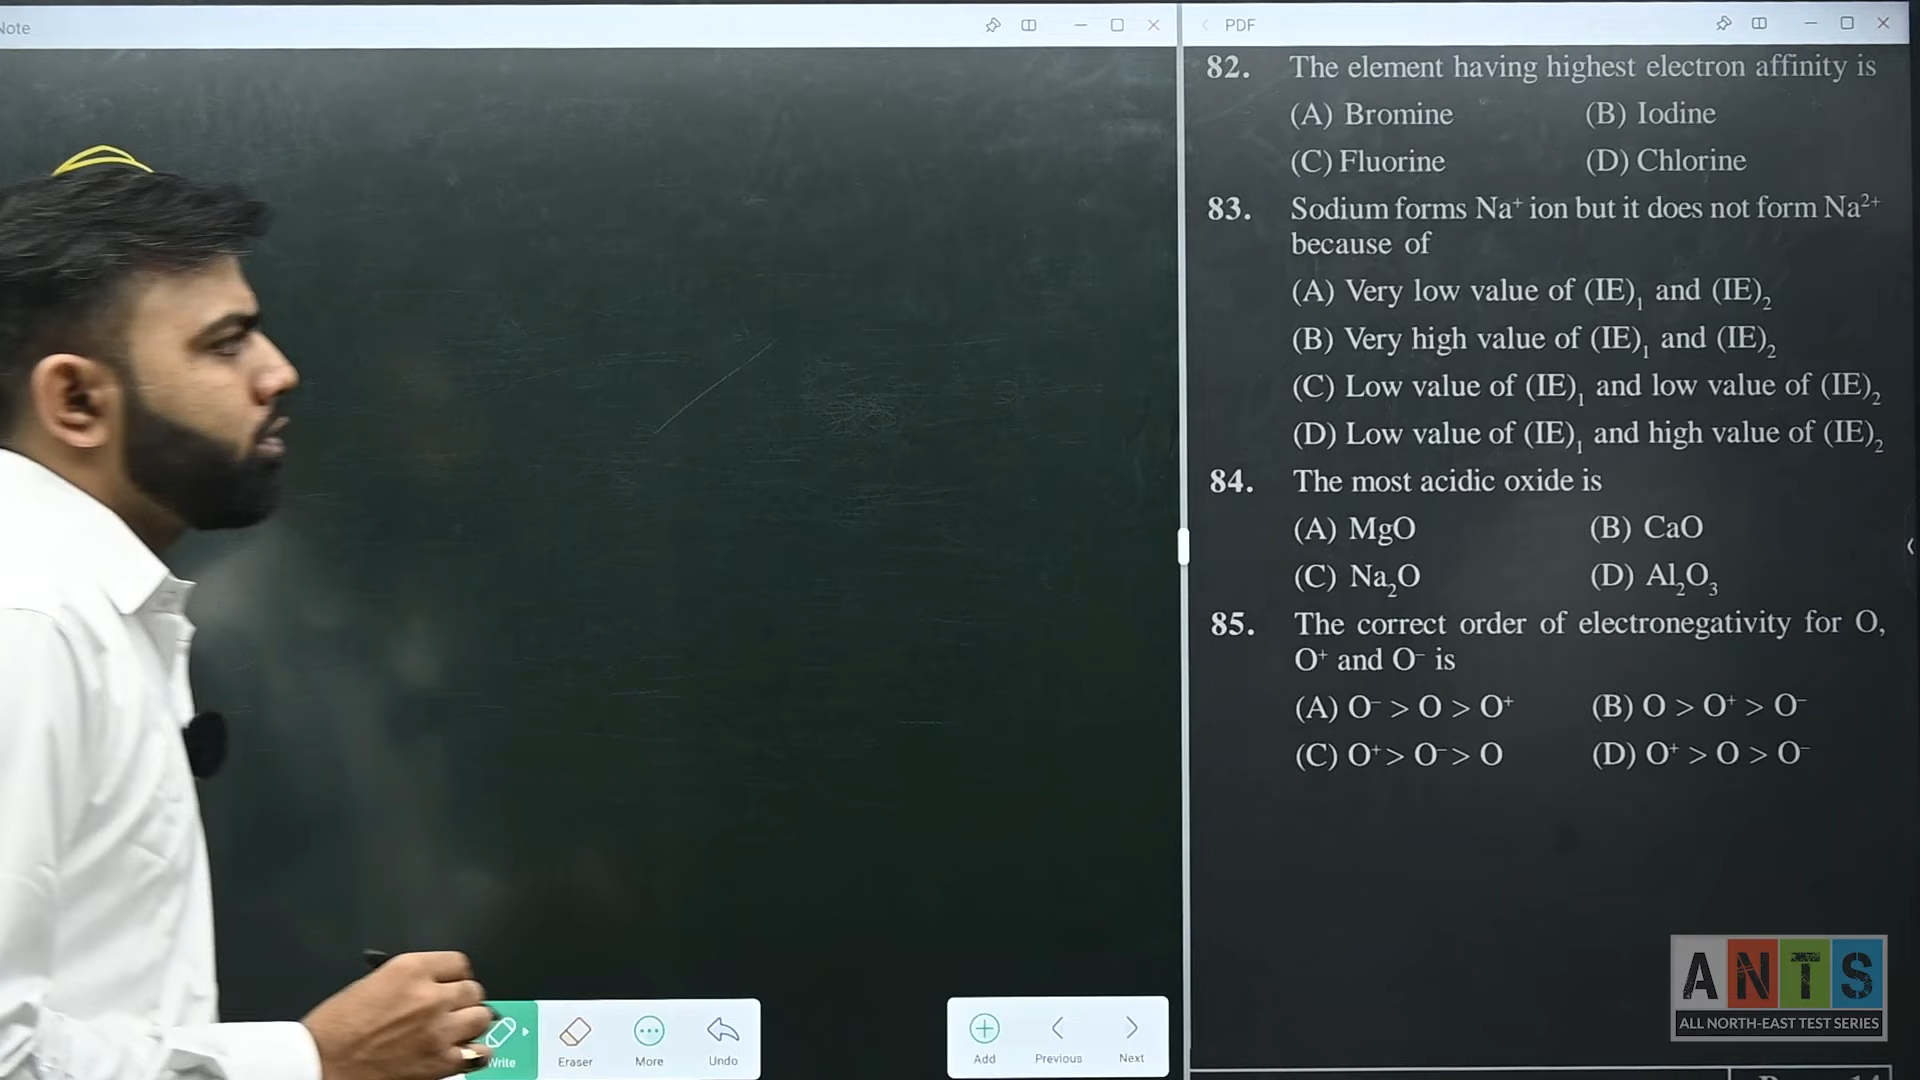 Note
PDF
82. The element having highest electron affinity is
(A) Bromine (B) Iodine
(C) Fluorine (D) Chlorine
83. Sodium forms Na⁺ ion but it does not form Na²⁺
because of
(A) Very low value of (IE)₁ and (IE)₂
(B) Very high value of (IE)₁ and (IE)₂
(C) Low value of (IE)₁ and low value of (IE)₂
(D) Low value of (IE)₁ and high value of (IE)₂
84. The most acidic oxide is
(A) MgO (B) CaO
(C) Na₂O (D) Al₂O₃
85. The correct order of electronegativity for O,
O⁺ and O⁻ is
(A) O⁻ > O > O⁺ (B) O > O⁺ > O⁻
(C) O⁺ > O⁻ > O (D) O⁺ > O > O⁻
ANTS
ALL NORTH-EAST TEST SERIES
Write Eraser More Undo
Add Previous Next